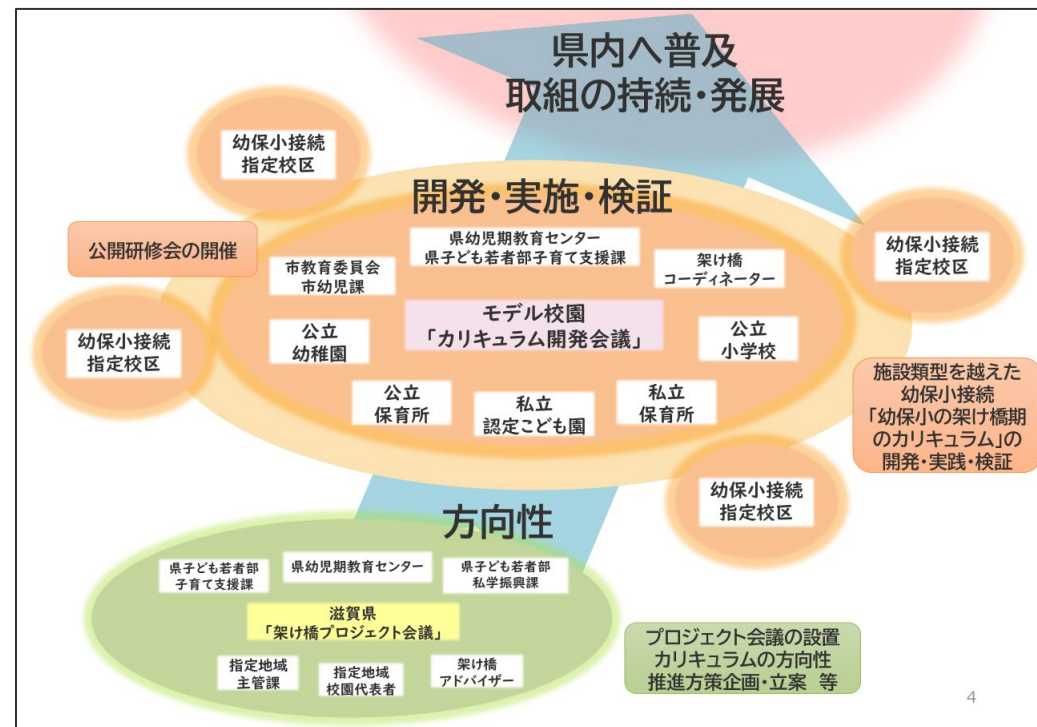 県内へ普及
取組の持続・発展
幼保小接続
指定校区
開発・実施・検証
公開研修会の開催
県幼児期教育センター
県子ども若者部子育て支援課
市教育委員会
市幼児課
架け橋
コーディネーター
幼保小接続
指定校区
モデル校園
「カリキュラム開発会議」
幼保小接続
指定校区
公立
幼稚園
公立
小学校
公立
保育所
私立
認定こども園
私立
保育所
施設類型を越えた
幼保小接続
「幼保小の架け橋期
のカリキュラム」の
開発・実践・検証
幼保小接続
指定校区
方向性
県子ども若者部
子育て支援課
県幼児期教育センター
県子ども若者部
私学振興課
滋賀県
「架け橋プロジェクト会議」
指定地域
主管課
指定地域
校園代表者
架け橋
アドバイザー
プロジェクト会議の設置
カリキュラムの方向性
推進方策企画・立案 等
4